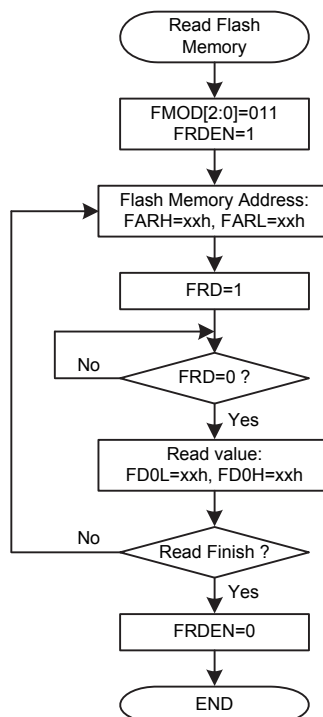 Read Flash
Memory
FMOD[2:0]=011
FRDEN=1
Flash Memory Address:
FARH=xxh, FARL=xxh
FRD=1
No
FRD=0 ?
Yes
Read value:
FD0L=xxh, FD0H=xxh
No
Read Finish ?
Yes
FRDEN=0
END